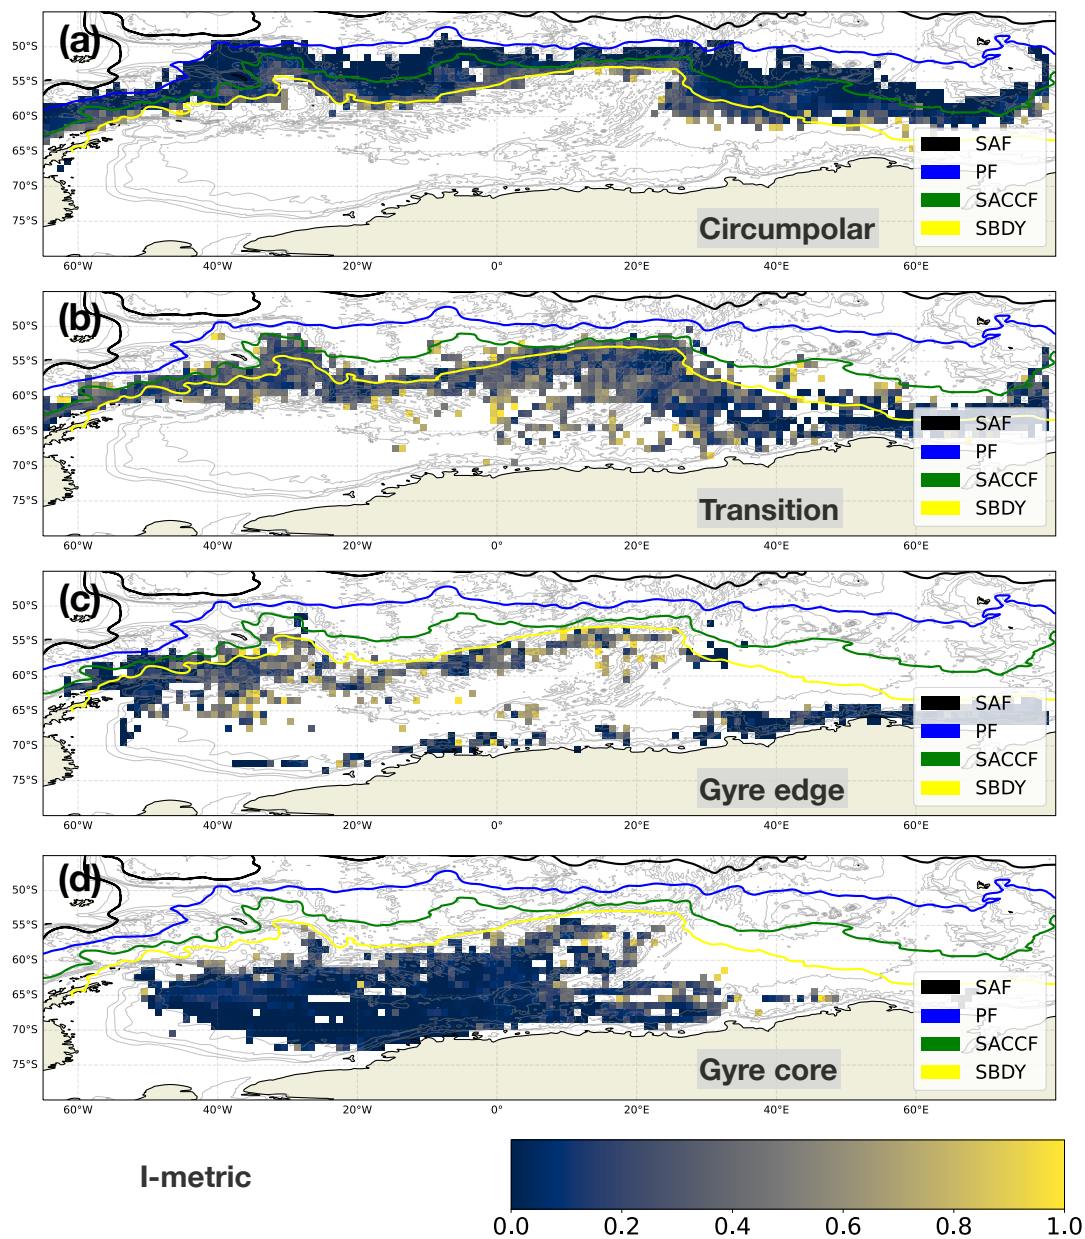 (a)
50°S
55°S
60°S
65°S
70°S
75°S
SAF
PF
SACCF
SBDY
Circumpolar
60°W 40°W 20°W 0° 20°E 40°E 60°E
(b)
50°S
55°S
60°S
65°S
70°S
75°S
SAF
PF
SACCF
SBDY
Transition
60°W 40°W 20°W 0° 20°E 40°E 60°E
(c)
50°S
55°S
60°S
65°S
70°S
75°S
SAF
PF
SACCF
SBDY
Gyre edge
60°W 40°W 20°W 0° 20°E 40°E 60°E
(d)
50°S
55°S
60°S
65°S
70°S
75°S
SAF
PF
SACCF
SBDY
Gyre core
60°W 40°W 20°W 0° 20°E 40°E 60°E
I-metric
0.0 0.2 0.4 0.6 0.8 1.0